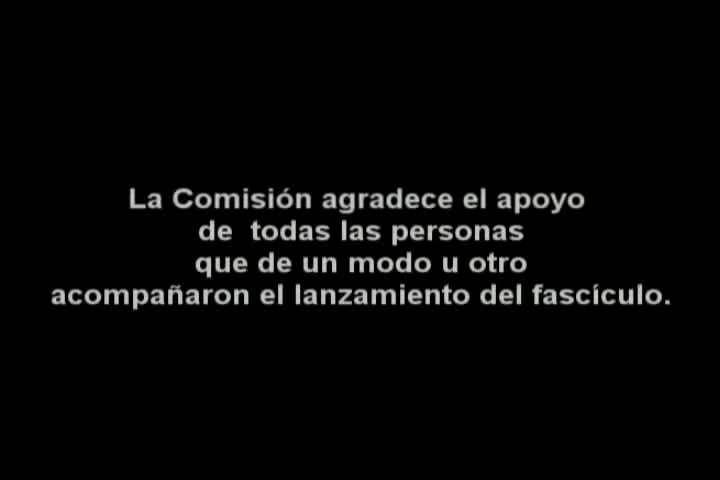 La Comisión agradece el apoyo
de todas las personas
que de un modo u otro
acompañaron el lanzamiento del fascículo.